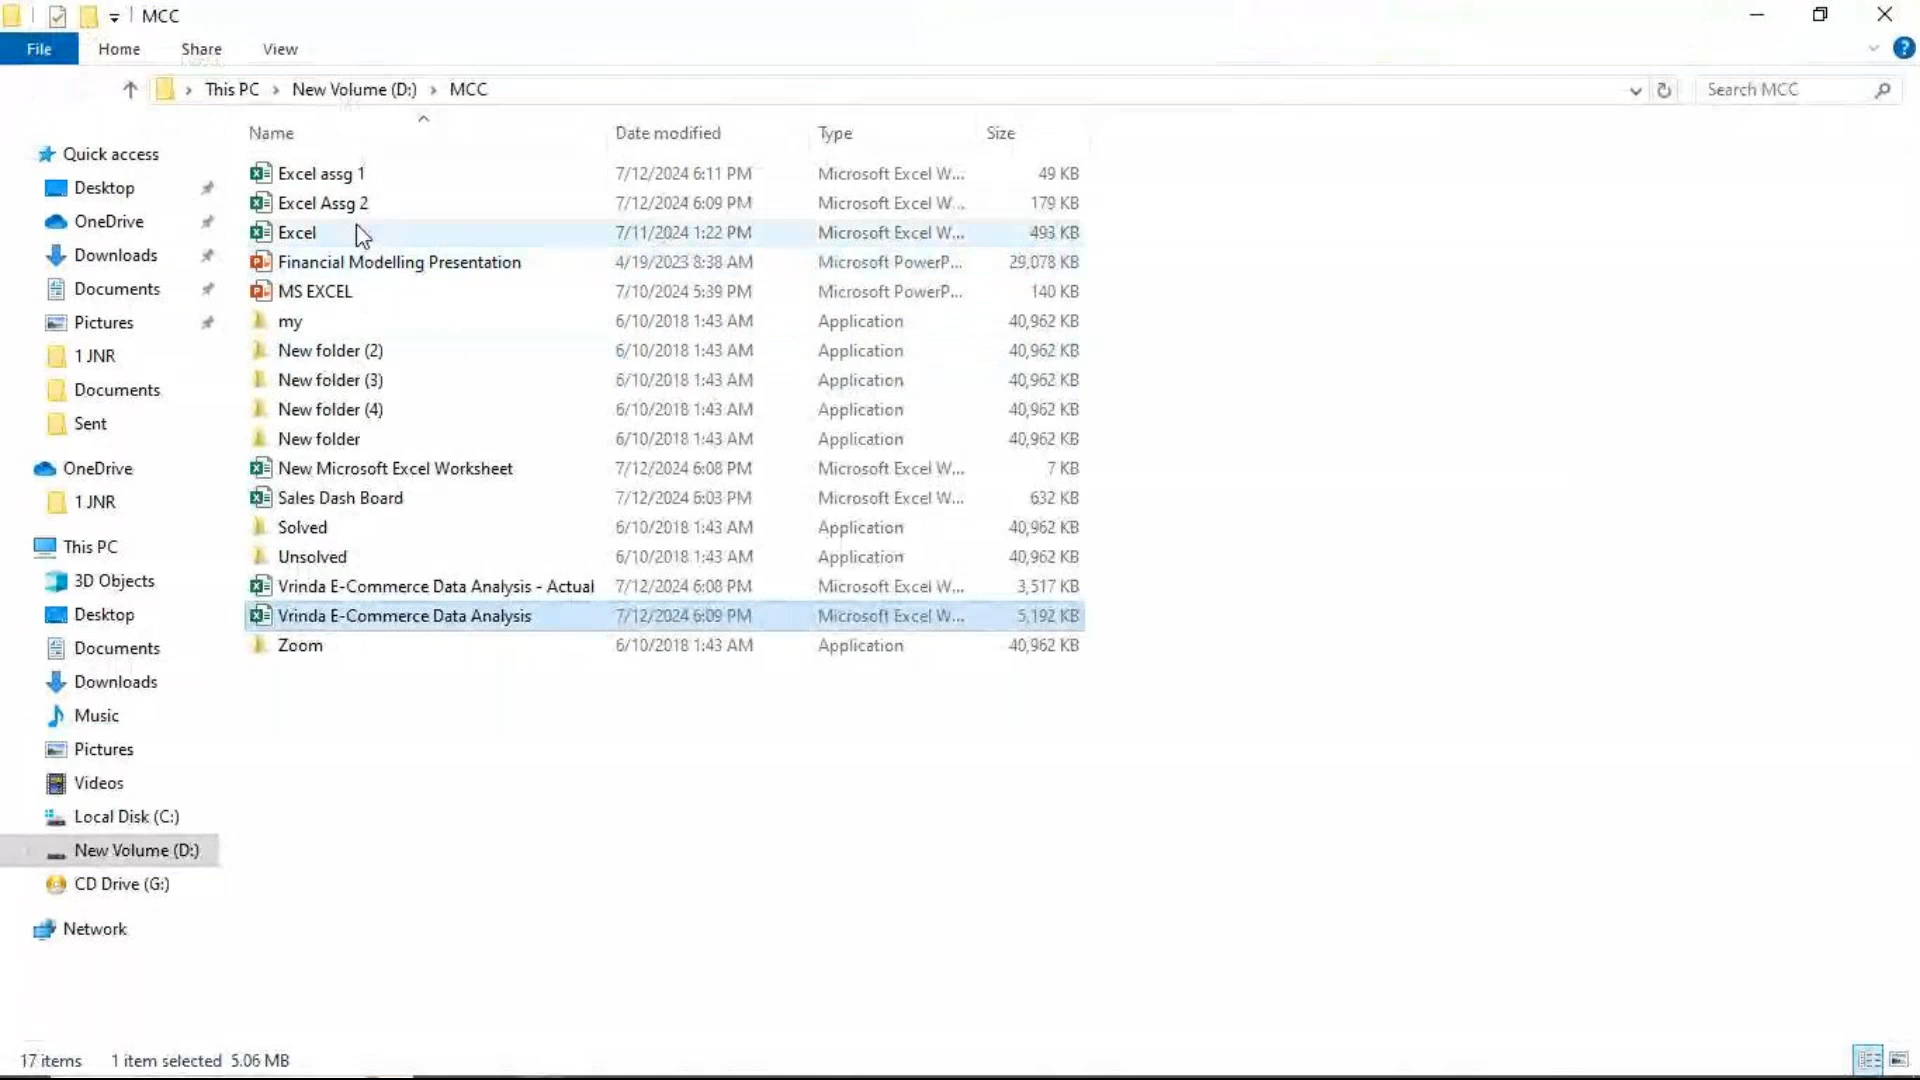 MCC
File Home Share View
This PC New Volume (D:) MCC
Search MCC
Name Date modified Type Size
Quick access
Desktop
OneDrive
Downloads
Documents
Pictures
1 JNR
Documents
Sent
OneDrive
1 JNR
This PC
3D Objects
Desktop
Documents
Downloads
Music
Pictures
Videos
Local Disk (C:)
New Volume (D:)
CD Drive (G:)
Network
Excel assg 1 7/12/2024 6:11 PM Microsoft Excel W... 49 KB
Excel Assg 2 7/12/2024 6:09 PM Microsoft Excel W... 179 KB
Excel 7/11/2024 1:22 PM Microsoft Excel W... 493 KB
Financial Modelling Presentation 4/19/2023 8:38 AM Microsoft PowerP... 29,078 KB
MS EXCEL 7/10/2024 5:39 PM Microsoft PowerP... 140 KB
my 6/10/2018 1:43 AM Application 40,962 KB
New folder (2) 6/10/2018 1:43 AM Application 40,962 KB
New folder (3) 6/10/2018 1:43 AM Application 40,962 KB
New folder (4) 6/10/2018 1:43 AM Application 40,962 KB
New folder 6/10/2018 1:43 AM Application 40,962 KB
New Microsoft Excel Worksheet 7/12/2024 6:08 PM Microsoft Excel W... 7 KB
Sales Dash Board 7/12/2024 6:03 PM Microsoft Excel W... 632 KB
Solved 6/10/2018 1:43 AM Application 40,962 KB
Unsolved 6/10/2018 1:43 AM Application 40,962 KB
Vrinda E-Commerce Data Analysis - Actual 7/12/2024 6:08 PM Microsoft Excel W... 3,517 KB
Vrinda E-Commerce Data Analysis 7/12/2024 6:09 PM Microsoft Excel W... 5,192 KB
Zoom 6/10/2018 1:43 AM Application 40,962 KB
17 items 1 item selected 5.06 MB